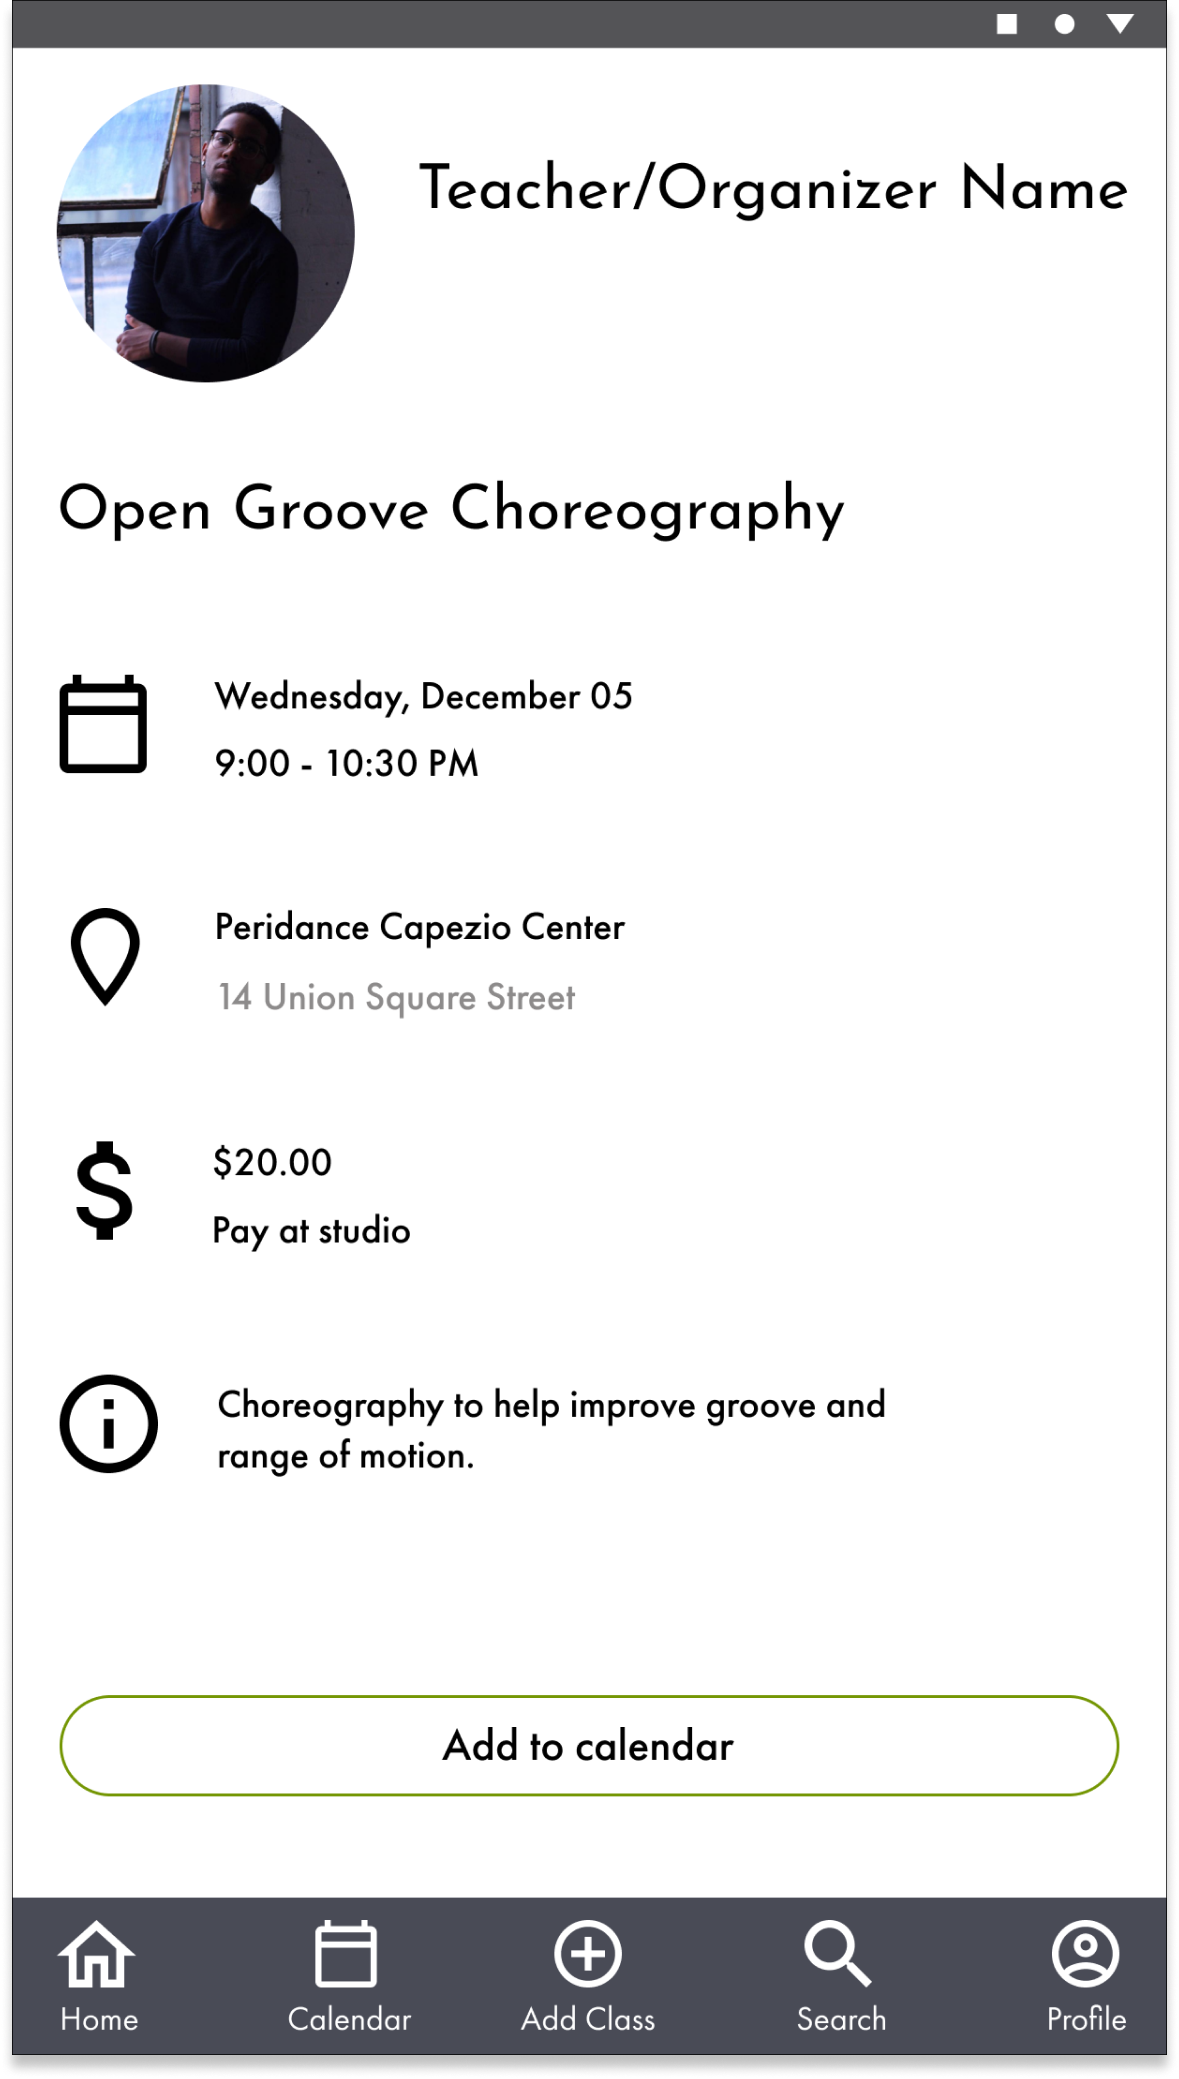 Teacher/Organizer Name
Open Groove Choreography
Wednesday, December 05
9:00 - 10:30 PM
Peridance Capezio Center
14 Union Square Street
$20.00
Pay at studio
Choreography to help improve groove and
range of motion.
Add to calendar
Home
Calendar
Add Class
Search
Profile